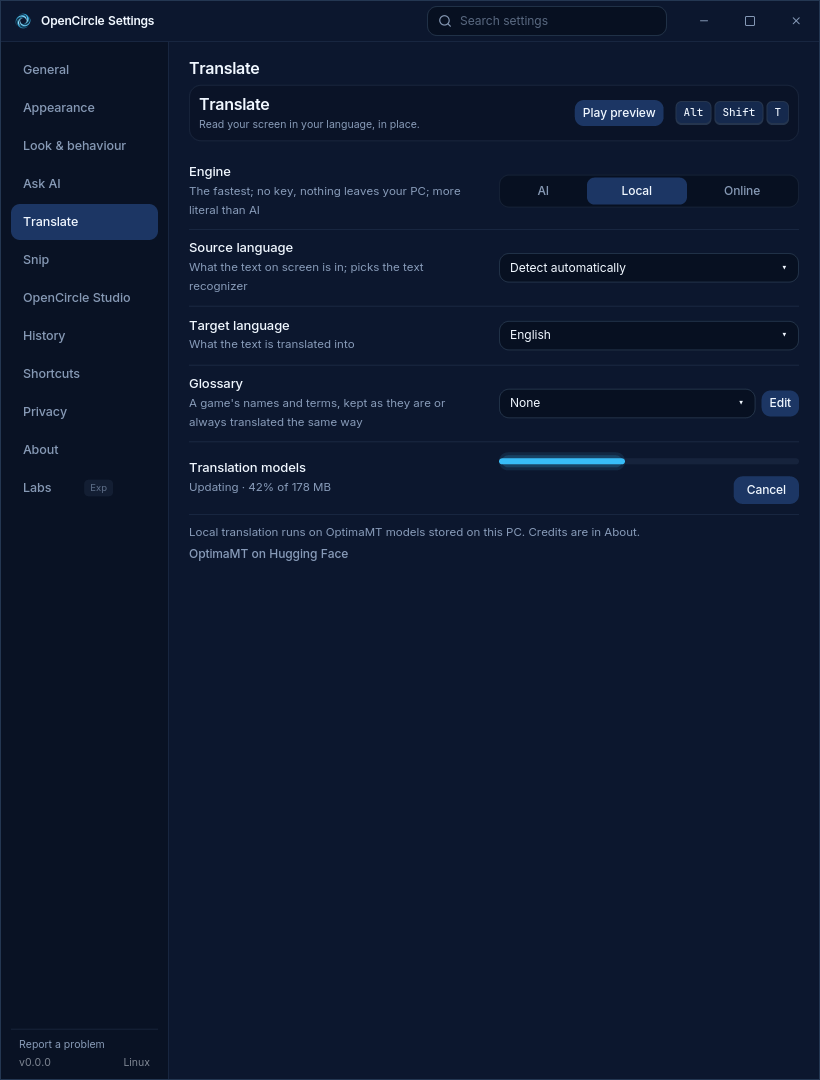 OpenCircle Settings
Search settings
General
Appearance
Look & behaviour
Ask AI
Translate
Snip
OpenCircle Studio
History
Shortcuts
Privacy
About
Labs Exp
Report a problem
v0.0.0 Linux
Translate
Translate
Read your screen in your language, in place.
Play preview Alt Shift T
Engine
The fastest; no key, nothing leaves your PC; more
literal than AI
AI Local Online
Source language
What the text on screen is in; picks the text
recognizer
Detect automatically
Target language
What the text is translated into
English
Glossary
A game's names and terms, kept as they are or
always translated the same way
None Edit
Translation models
Updating · 42% of 178 MB
Cancel
Local translation runs on OptimaMT models stored on this PC. Credits are in About.
OptimaMT on Hugging Face